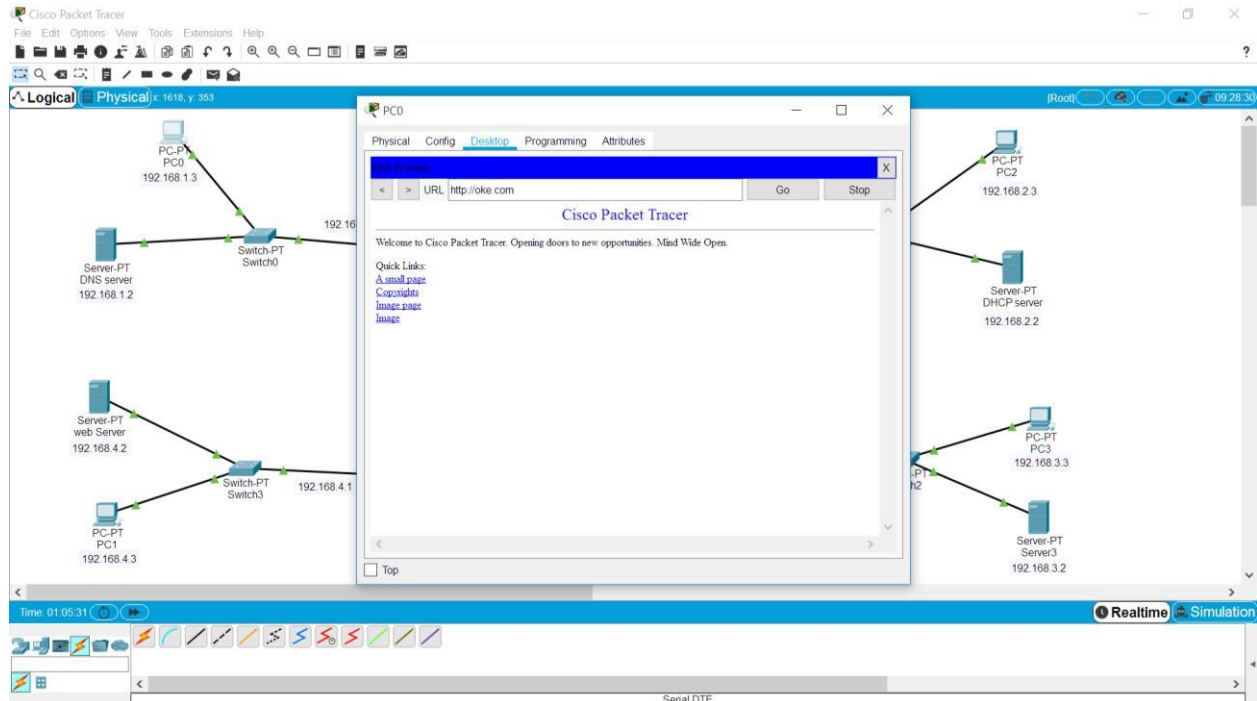 Cisco Packet Tracer
File Edit Options View Tools Extensions Help
?
Logical Physical x: 1618, y: 353
[Root] 09:28:30
PC0
Physical Config Desktop Programming Attributes
Web Browser X
< > URL http://oke.com Go Stop
Cisco Packet Tracer
Welcome to Cisco Packet Tracer. Opening doors to new opportunities. Mind Wide Open.
Quick Links:
A small page
Copyrights
Image page
Image
Top
PC-PT
PC0
192.168.1.3
192.16
Switch-PT
Switch0
Server-PT
DNS server
192.168.1.2
PC-PT
PC2
192.168.2.3
Server-PT
DHCP server
192.168.2.2
Server-PT
web Server
192.168.4.2
Switch-PT
Switch3
192.168.4.1
PC-PT
PC1
192.168.4.3
PC-PT
PC3
192.168.3.3
-PT
h2
Server-PT
Server3
192.168.3.2
Time: 01:05:31
Realtime Simulation
Serial DTE